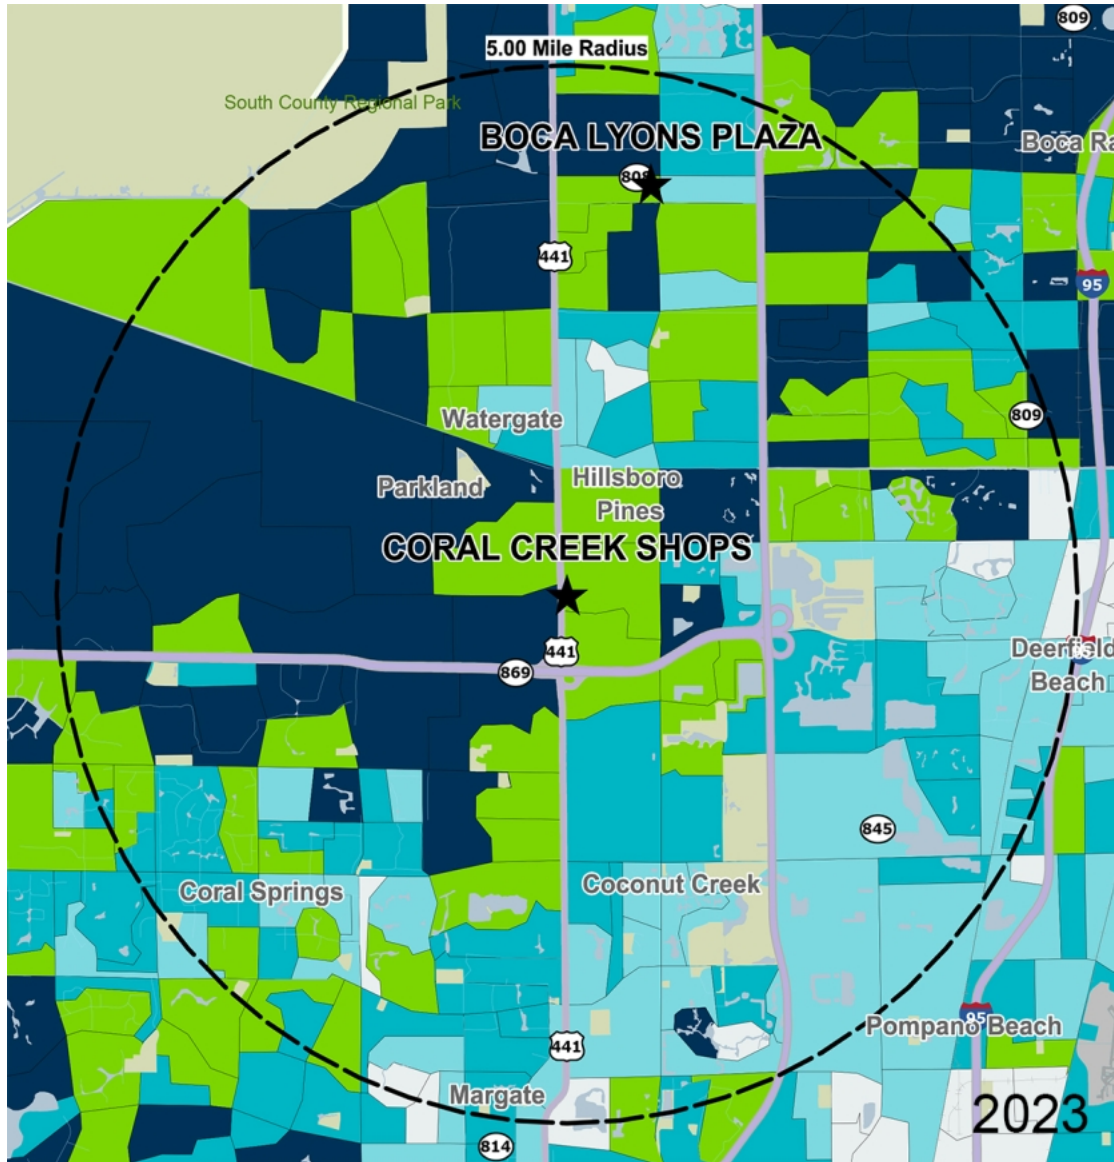 809
5.00 Mile Radius
South County Regional Park
BOCA LYONS PLAZA
Boca Ra
808
441
95
Watergate
809
Parkland
Hillsboro
Pines
CORAL CREEK SHOPS
441
869
Deerfield
Beach
95
845
Coral Springs
Coconut Creek
95
Pompano Beach
441
Margate
2023
814